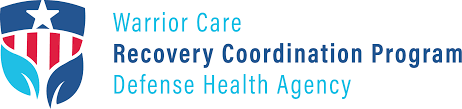 Warrior Care
Recovery Coordination Program
Defense Health Agency